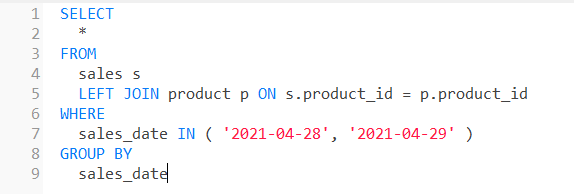 1 SELECT
2   *
3 FROM
4   sales s
5   LEFT JOIN product p ON s.product_id = p.product_id
6 WHERE
7   sales_date IN ( '2021-04-28', '2021-04-29' )
8 GROUP BY
9   sales_date